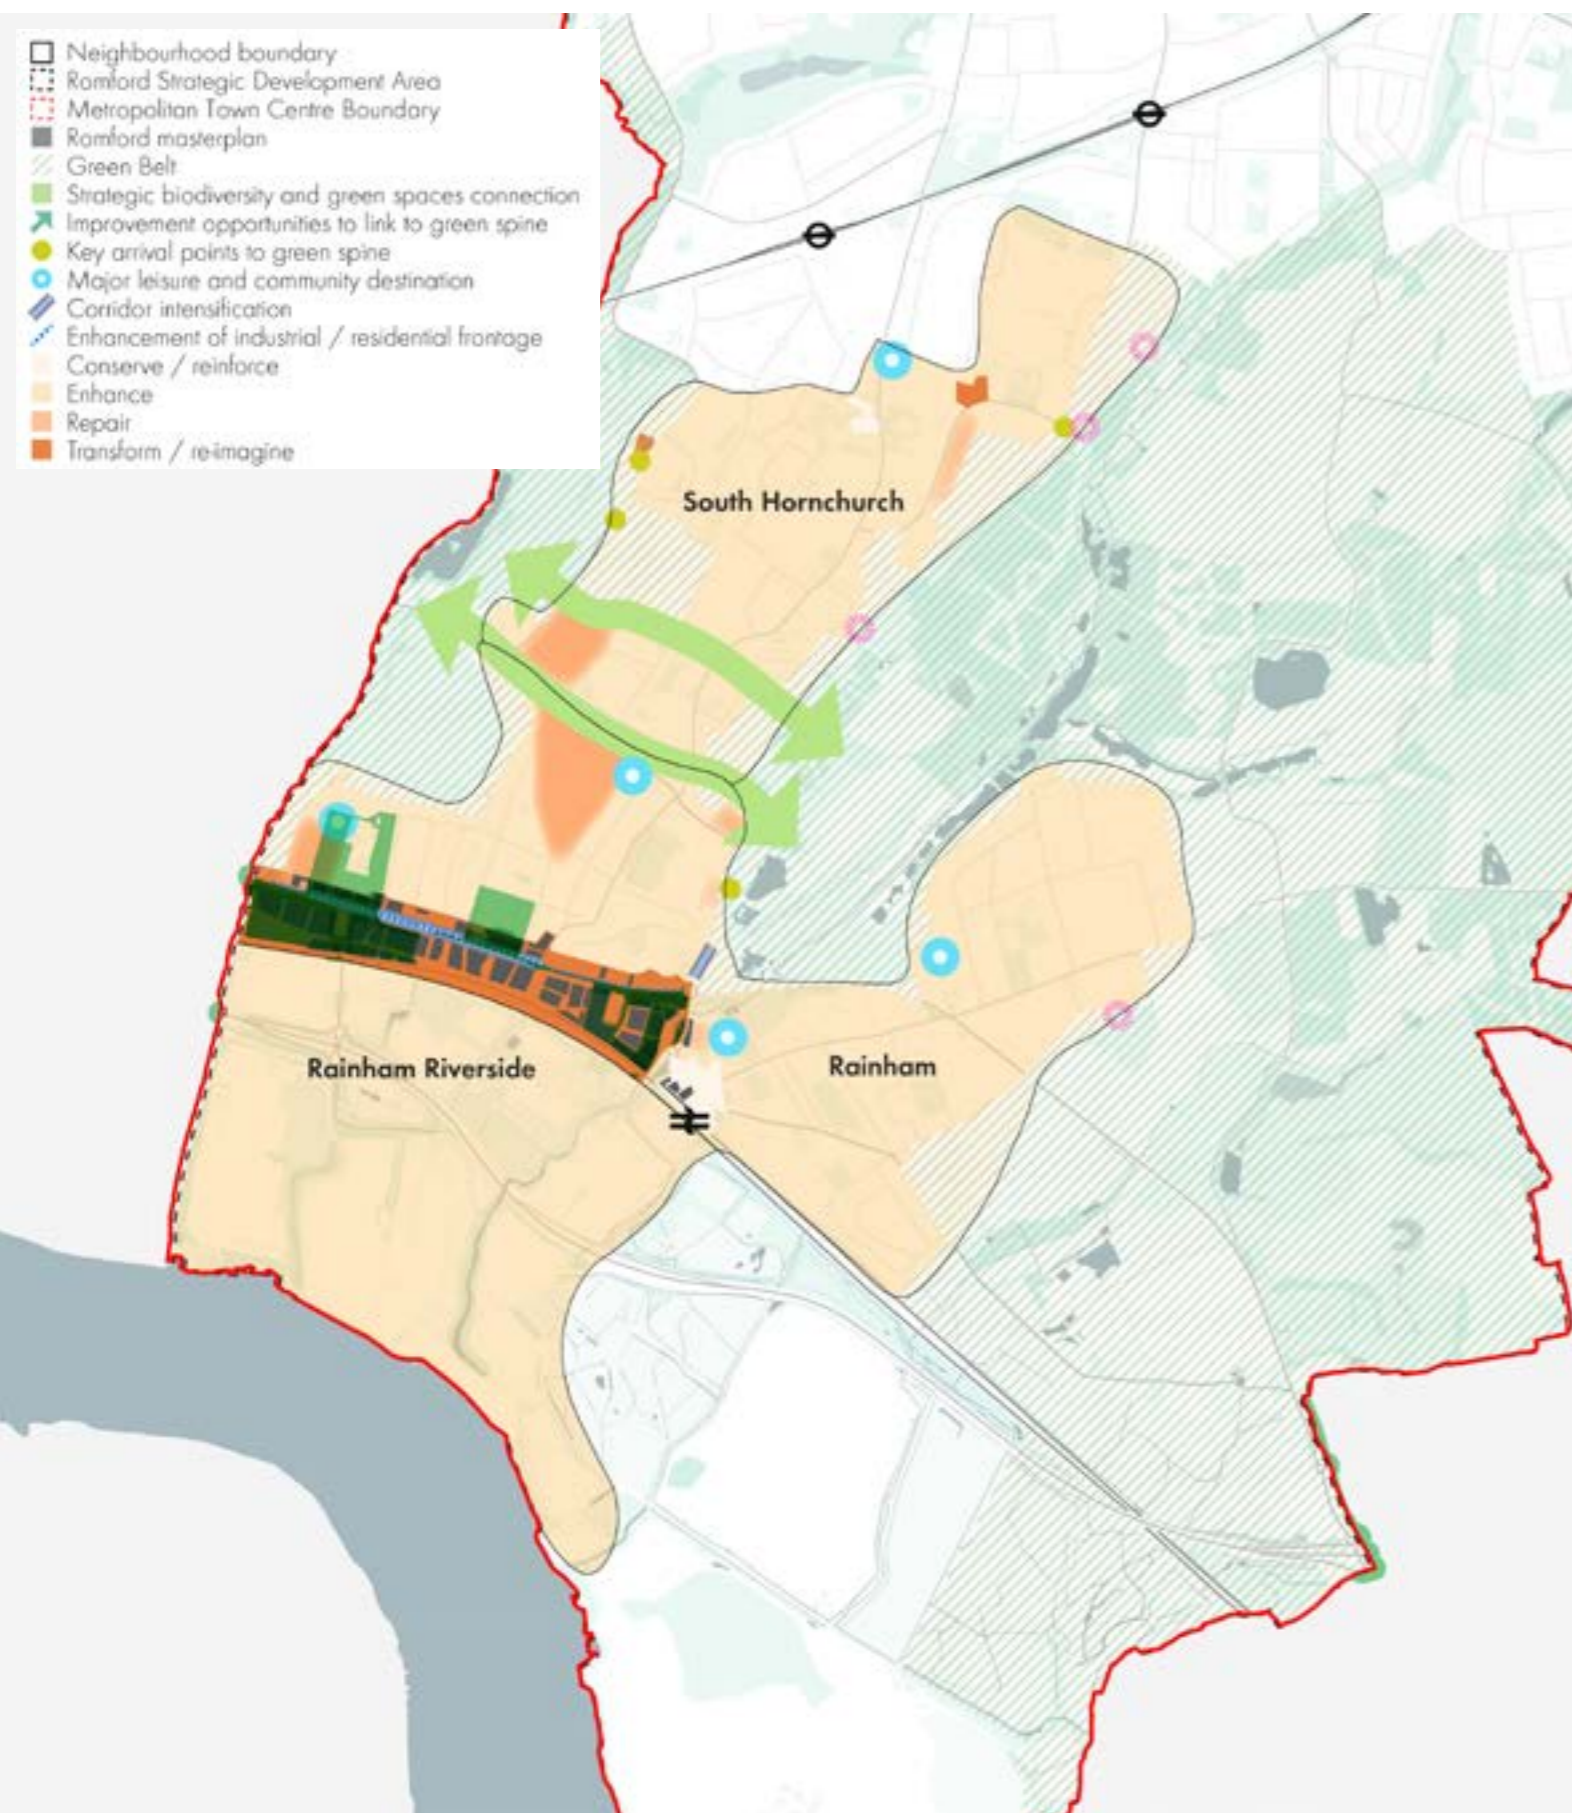 Neighbourhood boundary
Romford Strategic Development Area
Metropolitan Town Centre Boundary
Romford masterplan
Green Belt
Strategic biodiversity and green spaces connection
Improvement opportunities to link to green spine
Key arrival points to green spine
Major leisure and community destination
Corridor intensification
Enhancement of industrial / residential frontage
Conserve / reinforce
Enhance
Repair
Transform / re-imagine
South Hornchurch
Rainham Riverside
Rainham